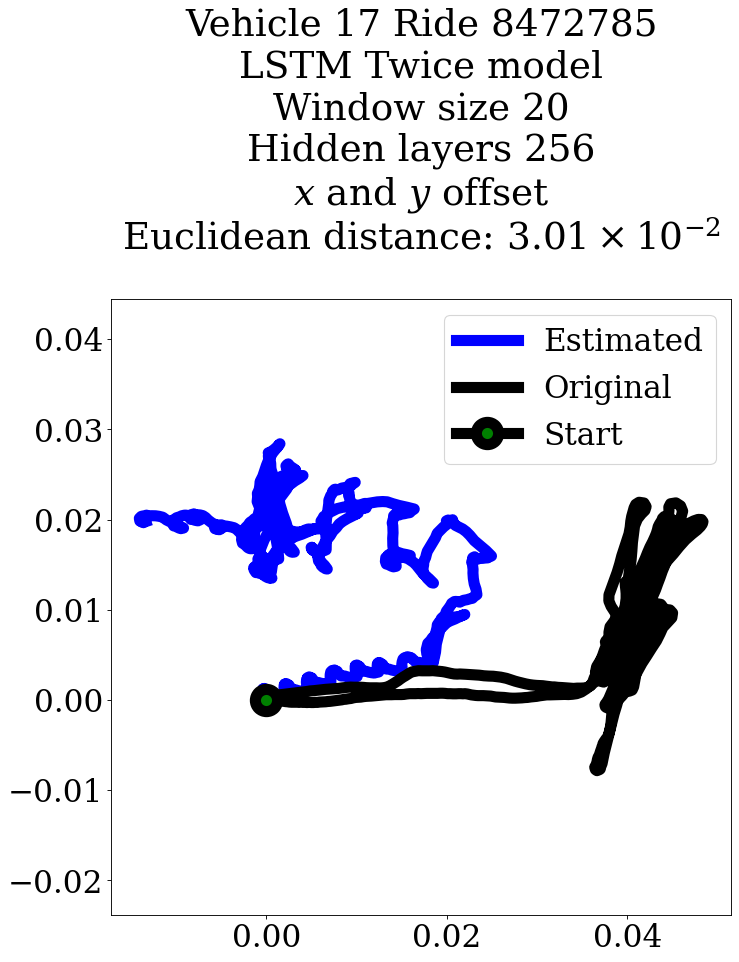 Vehicle 17 Ride 8472785
LSTM Twice model
Window size 20
Hidden layers 256
x and y offset
Euclidean distance: 3.01 × 10⁻²
Estimated
Original
Start
0.04
0.03
0.02
0.01
0.00
−0.01
−0.02
0.00 0.02 0.04